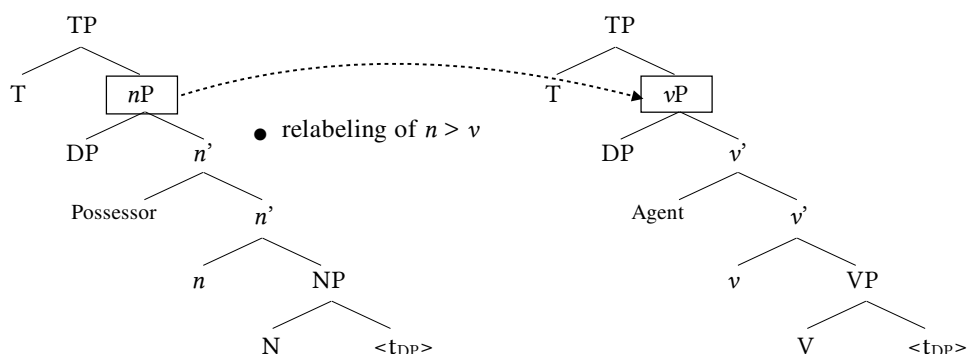 TP TP
T nP T vP
● relabeling of n > v
DP n’ DP v’
Possessor n’ Agent v’
n NP v VP
N <tDP> V <tDP>